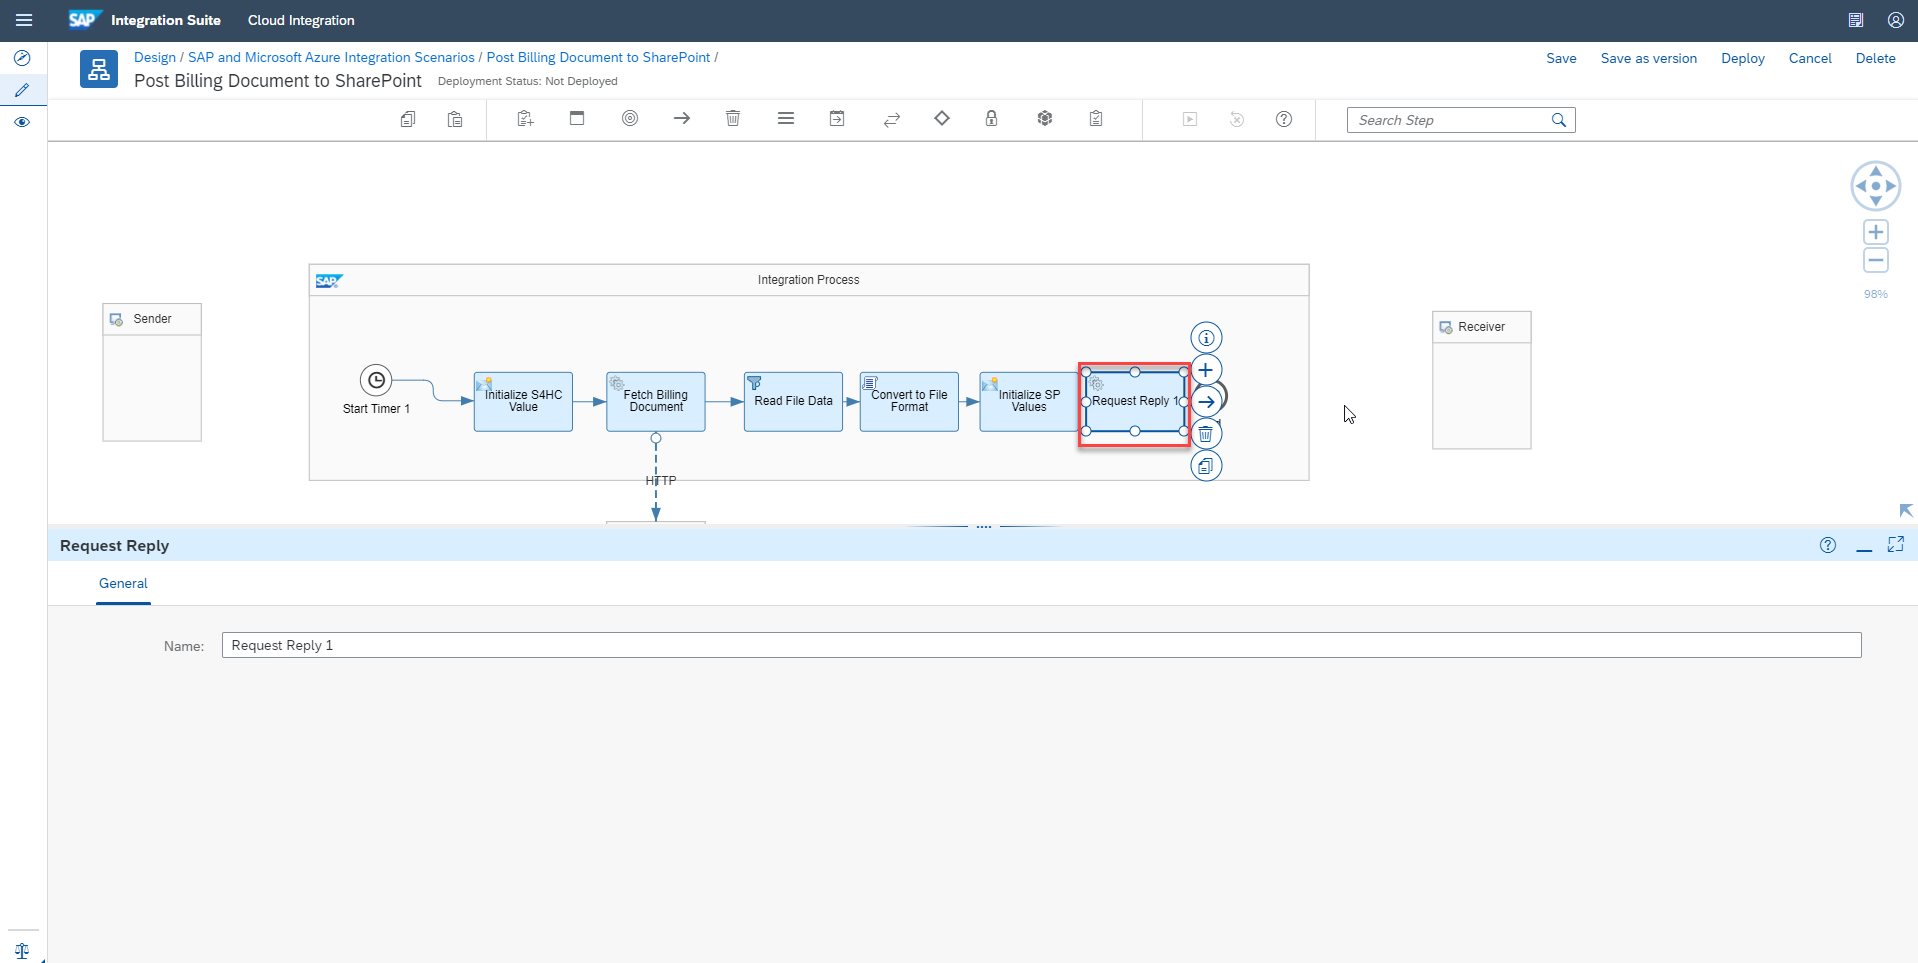 SAP Integration Suite Cloud Integration
Design / SAP and Microsoft Azure Integration Scenarios / Post Billing Document to SharePoint /
Save Save as version Deploy Cancel Delete
Post Billing Document to SharePoint Deployment Status: Not Deployed
Search Step
98%
SAP Integration Process
Sender
Receiver
Start Timer 1
Initialize S4HC
Value
Fetch Billing
Document
Read File Data
Convert to File
Format
Initialize SP
Values
Request Reply 1
HTTP
Request Reply
General
Name: Request Reply 1